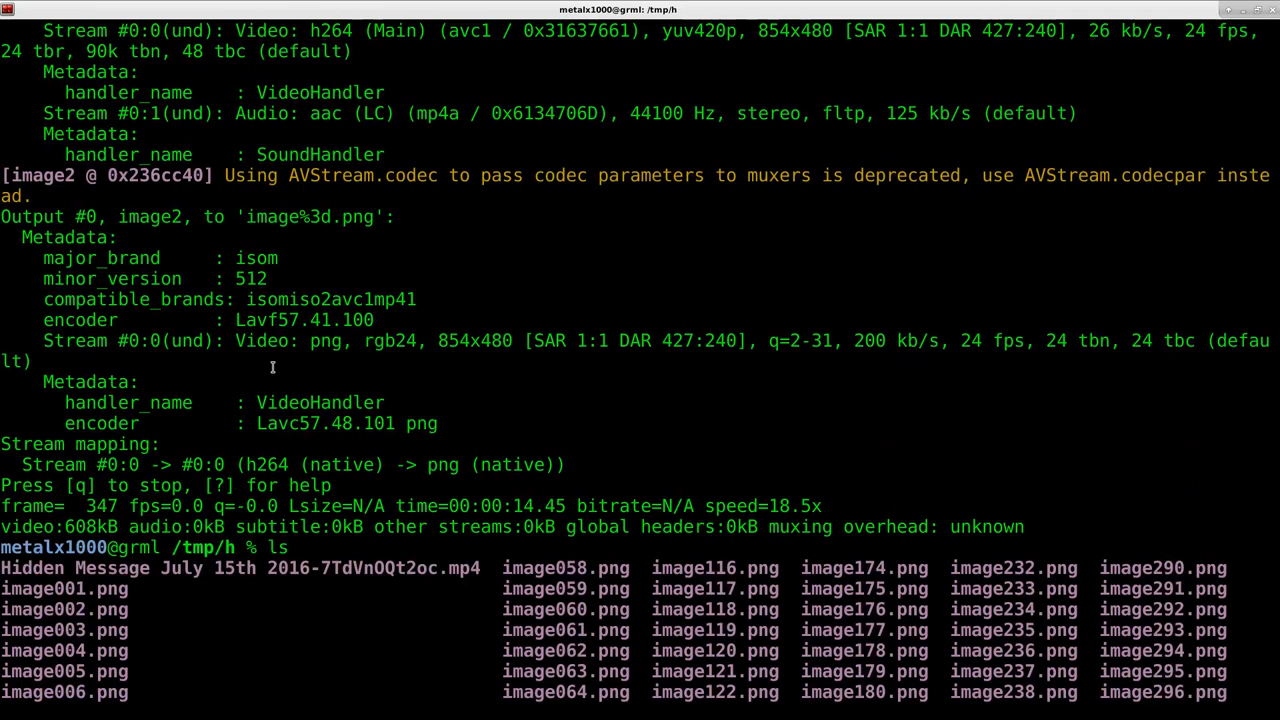 metalx1000@grml: /tmp/h
    Stream #0:0(und): Video: h264 (Main) (avc1 / 0x31637661), yuv420p, 854x480 [SAR 1:1 DAR 427:240], 26 kb/s, 24 fps,
24 tbr, 90k tbn, 48 tbc (default)
    Metadata:
      handler_name    : VideoHandler
    Stream #0:1(und): Audio: aac (LC) (mp4a / 0x6134706D), 44100 Hz, stereo, fltp, 125 kb/s (default)
    Metadata:
      handler_name    : SoundHandler
[image2 @ 0x236cc40] Using AVStream.codec to pass codec parameters to muxers is deprecated, use AVStream.codecpar inste
ad.
Output #0, image2, to 'image%3d.png':
  Metadata:
    major_brand     : isom
    minor_version   : 512
    compatible_brands: isomiso2avc1mp41
    encoder         : Lavf57.41.100
    Stream #0:0(und): Video: png, rgb24, 854x480 [SAR 1:1 DAR 427:240], q=2-31, 200 kb/s, 24 fps, 24 tbn, 24 tbc (defau
lt)
    Metadata:
      handler_name    : VideoHandler
      encoder         : Lavc57.48.101 png
Stream mapping:
  Stream #0:0 -> #0:0 (h264 (native) -> png (native))
Press [q] to stop, [?] for help
frame=  347 fps=0.0 q=-0.0 Lsize=N/A time=00:00:14.45 bitrate=N/A speed=18.5x
video:608kB audio:0kB subtitle:0kB other streams:0kB global headers:0kB muxing overhead: unknown
metalx1000@grml /tmp/h % ls
Hidden Message July 15th 2016-7TdVnOQt2oc.mp4  image058.png  image116.png  image174.png  image232.png  image290.png
image001.png                                   image059.png  image117.png  image175.png  image233.png  image291.png
image002.png                                   image060.png  image118.png  image176.png  image234.png  image292.png
image003.png                                   image061.png  image119.png  image177.png  image235.png  image293.png
image004.png                                   image062.png  image120.png  image178.png  image236.png  image294.png
image005.png                                   image063.png  image121.png  image179.png  image237.png  image295.png
image006.png                                   image064.png  image122.png  image180.png  image238.png  image296.png